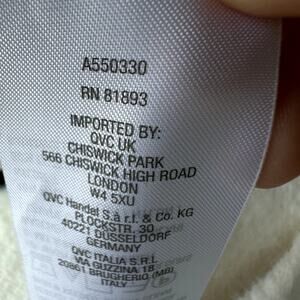 A550330
RN 81893
IMPORTED BY:
QVC UK
CHISWICK PARK
566 CHISWICK HIGH ROAD
LONDON
W4 5XU
QVC Handel S.à r.l. & Co. KG
PLOCKSTR. 30
40221 DÜSSELDORF
GERMANY
QVC ITALIA S.R.L
VIA GUZZINA 18
20861 BRUGHERIO (MB)
ITALY